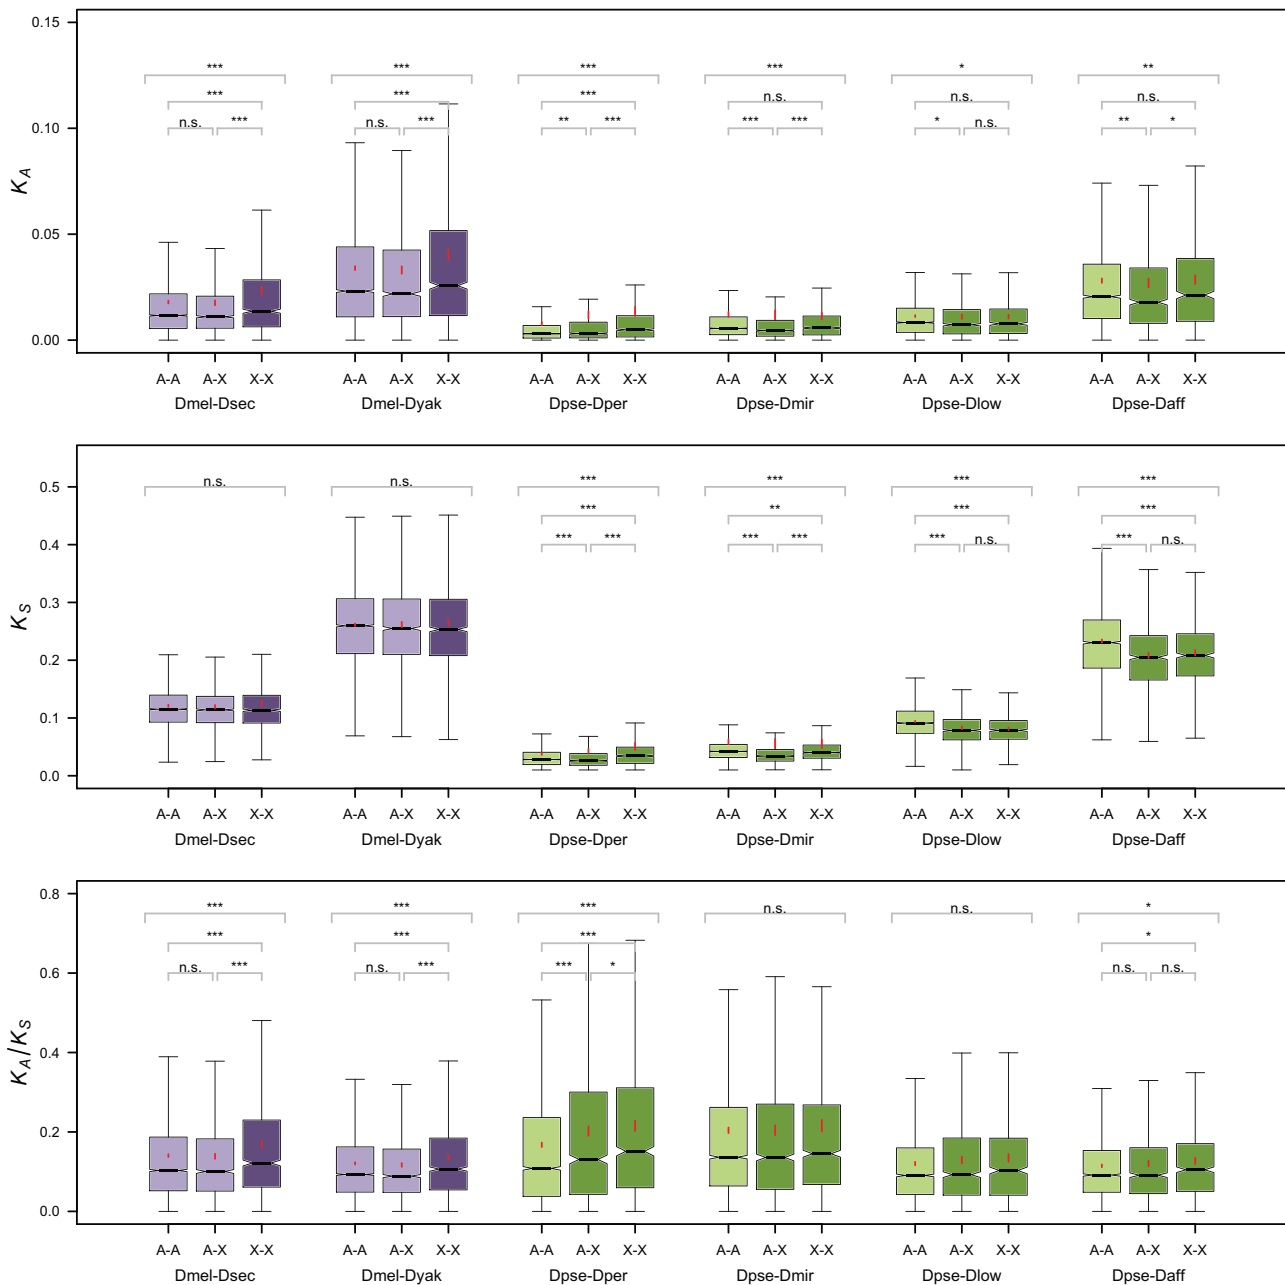 0.15
*** *** *** *** * **
*** *** *** n.s. n.s. n.s.
0.10 n.s. *** n.s. *** ** *** *** *** * n.s. ** *
K_A
0.05
0.00
A-A A-X X-X A-A A-X X-X A-A A-X X-X A-A A-X X-X A-A A-X X-X A-A A-X X-X
Dmel-Dsec Dmel-Dyak Dpse-Dper Dpse-Dmir Dpse-Dlow Dpse-Daff
0.5 n.s. n.s. *** *** *** ***
*** ** *** ***
0.4 *** *** *** *** *** n.s. *** n.s.
0.3
K_S
0.2
0.1
0.0
A-A A-X X-X A-A A-X X-X A-A A-X X-X A-A A-X X-X A-A A-X X-X A-A A-X X-X
Dmel-Dsec Dmel-Dyak Dpse-Dper Dpse-Dmir Dpse-Dlow Dpse-Daff
0.8
*** *** *** n.s. n.s. *
*** *** *** *
0.6 n.s. *** n.s. *** *** * n.s. n.s.
K_A/K_S
0.4
0.2
0.0
A-A A-X X-X A-A A-X X-X A-A A-X X-X A-A A-X X-X A-A A-X X-X A-A A-X X-X
Dmel-Dsec Dmel-Dyak Dpse-Dper Dpse-Dmir Dpse-Dlow Dpse-Daff